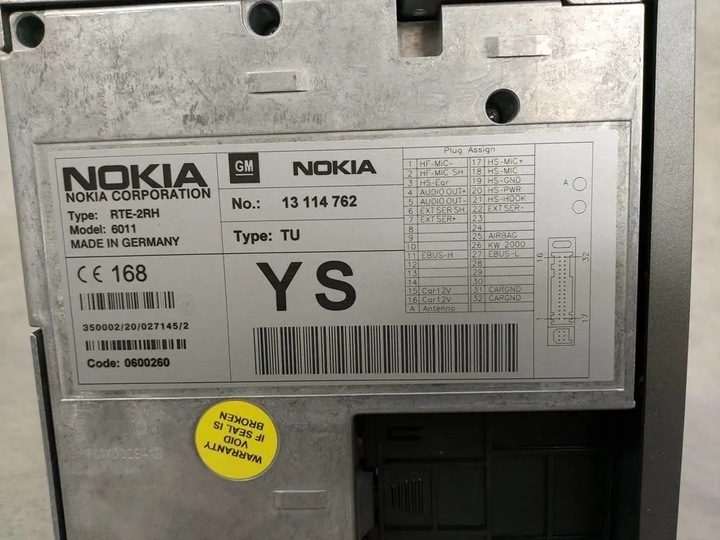 NOKIA
NOKIA CORPORATION
Type: RTE-2RH
Model: 6011
MADE IN GERMANY
CE 168
350002/20/027145/2
Code: 0600260
GM NOKIA
No.: 13 114 762
Type: TU
YS
Plug Assign
1 HF-MIC- 17 HS-MIC+
2 HF-MIC SH 18 HS-MIC
3 HS-Ear 19 HS-GND
4 AUDIO OUT+ 20 HS-PWR
5 AUDIO OUT- 21 HS-HOOK
6 EXT SER SH 22 EXT SER-
7 EXT SER+ 23
8 24
9 25 AIRBAG
10 26 KW 2000
11 EBUS-H 27 EBUS-L
12 28
13 29
14 30
15 Car12V 31 CARGND
16 Car12V 32 CARGND
A Antenno
A
16 32
1 17
WARRANTY
VOID
IF SEAL IS
BROKEN